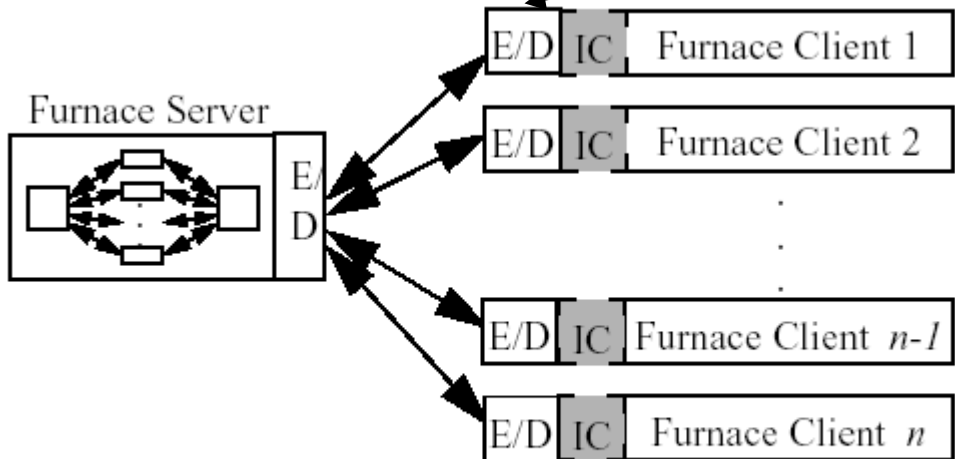 E/D IC Furnace Client 1
Furnace Server
E/D IC Furnace Client 2
E/
D
E/D IC Furnace Client n-1
E/D IC Furnace Client n